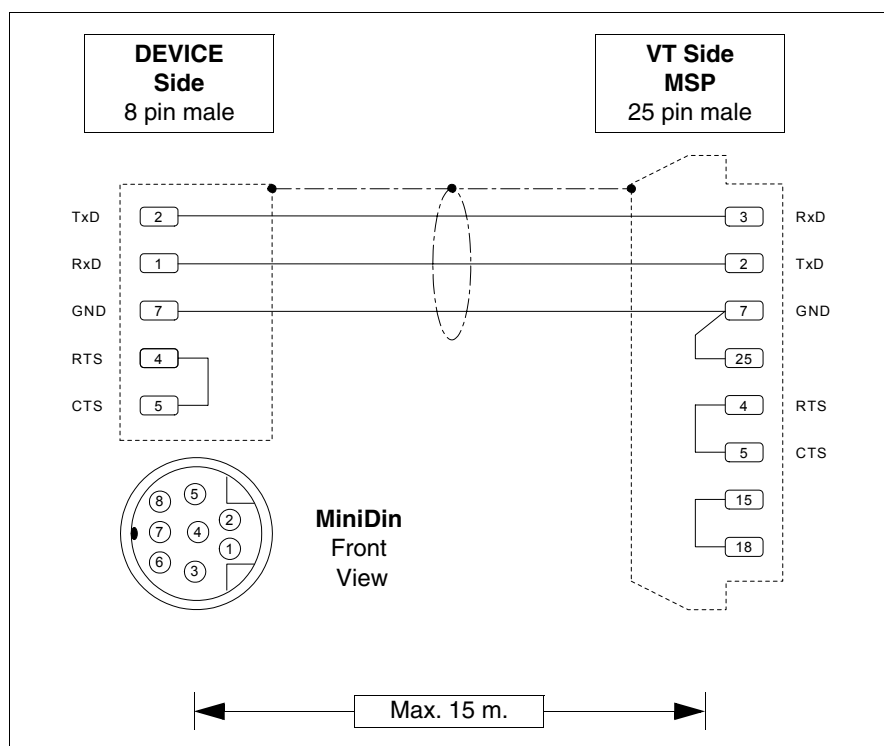 DEVICE
Side
8 pin male
VT Side
MSP
25 pin male
TxD 2 3 RxD
RxD 1 2 TxD
GND 7 7 GND
RTS 4 25
CTS 5 4 RTS
5 CTS
15
18
8 5 2
7 4 1
6 3
MiniDin
Front
View
Max. 15 m.